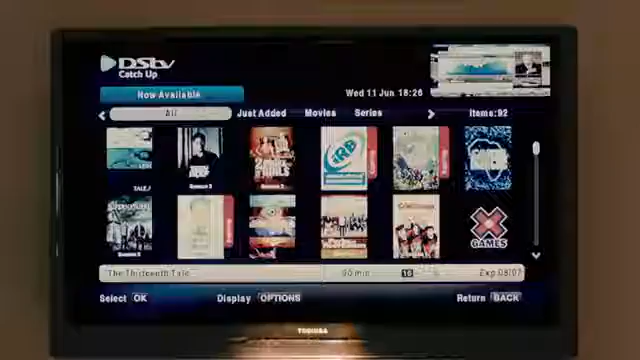 DStv
Catch Up
Now Available
Wed 11 Jun 18:26
All Just Added Movies Series Items:92
iRB
X
GAMES
The Thirteenth Tale 90 min 16 Exp 08/07
Select OK Display OPTIONS Return BACK
TOSHIBA